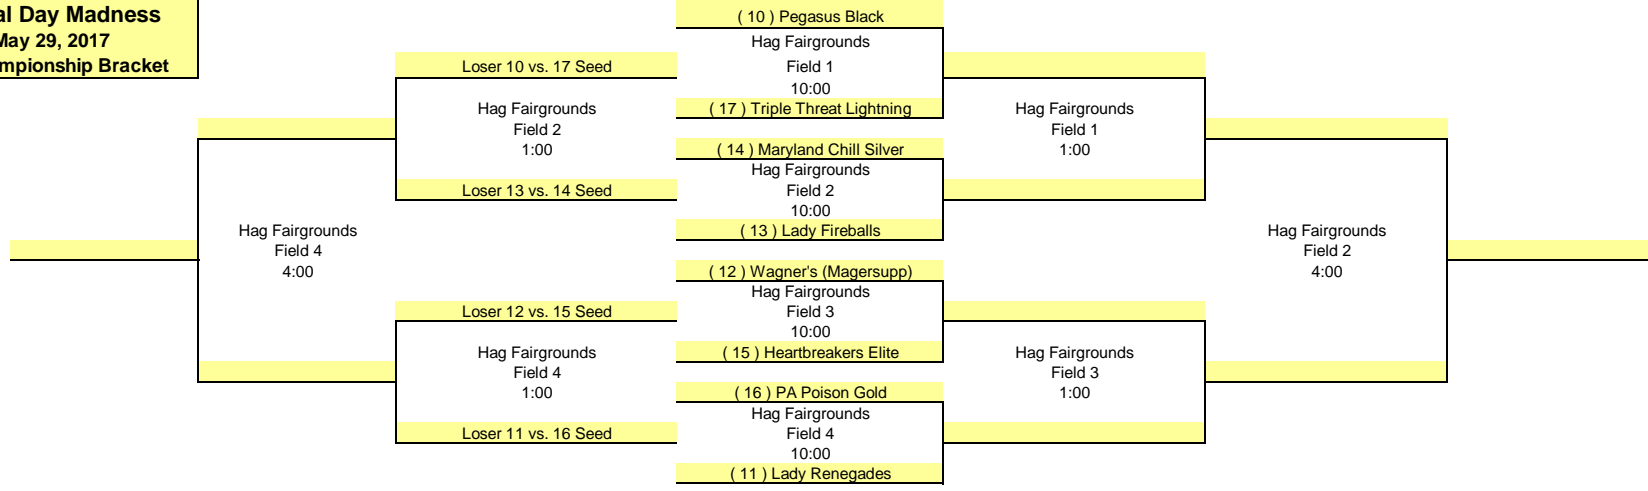 al Day Madness
May 29, 2017
mpionship Bracket
( 10 ) Pegasus Black
Hag Fairgrounds
Field 1
10:00
( 17 ) Triple Threat Lightning
Loser 10 vs. 17 Seed
Hag Fairgrounds
Field 2
1:00
Loser 13 vs. 14 Seed
Hag Fairgrounds
Field 1
1:00
( 14 ) Maryland Chill Silver
Hag Fairgrounds
Field 2
10:00
( 13 ) Lady Fireballs
Hag Fairgrounds
Field 4
4:00
Hag Fairgrounds
Field 2
4:00
( 12 ) Wagner's (Magersupp)
Hag Fairgrounds
Field 3
10:00
( 15 ) Heartbreakers Elite
Loser 12 vs. 15 Seed
Hag Fairgrounds
Field 4
1:00
Loser 11 vs. 16 Seed
Hag Fairgrounds
Field 3
1:00
( 16 ) PA Poison Gold
Hag Fairgrounds
Field 4
10:00
( 11 ) Lady Renegades